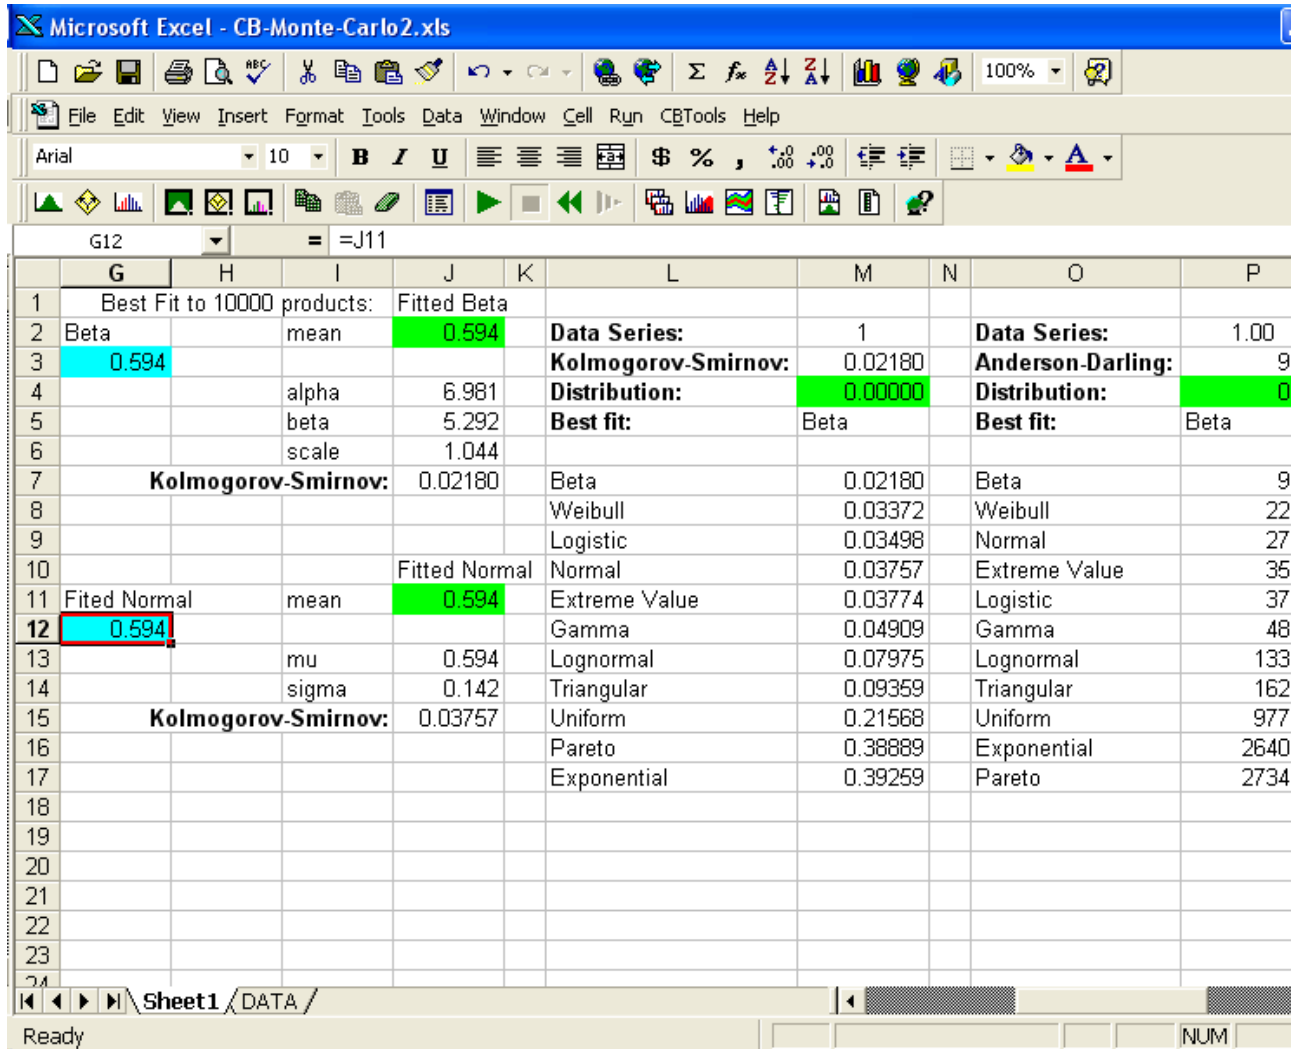 Microsoft Excel - CB-Monte-Carlo2.xls
ABC Σ fx A Z Z A 100% ?
File Edit View Insert Format Tools Data Window Cell Run CBTools Help
Arial 10 B I U a $ % , .0 .00 .00 .0 A
G12 = =J11
G H I J K L M N O P
1 Best Fit to 10000 products: Fitted Beta
2 Beta mean 0.594 Data Series: 1 Data Series: 1.00
3 0.594 Kolmogorov-Smirnov: 0.02180 Anderson-Darling: 9
4 alpha 6.981 Distribution: 0.00000 Distribution: 0
5 beta 5.292 Best fit: Beta Best fit: Beta
6 scale 1.044
7 Kolmogorov-Smirnov: 0.02180 Beta 0.02180 Beta 9
8 Weibull 0.03372 Weibull 22
9 Logistic 0.03498 Normal 27
10 Fitted Normal Normal 0.03757 Extreme Value 35
11 Fited Normal mean 0.594 Extreme Value 0.03774 Logistic 37
12 0.594 Gamma 0.04909 Gamma 48
13 mu 0.594 Lognormal 0.07975 Lognormal 133
14 sigma 0.142 Triangular 0.09359 Triangular 162
15 Kolmogorov-Smirnov: 0.03757 Uniform 0.21568 Uniform 977
16 Pareto 0.38889 Exponential 2640
17 Exponential 0.39259 Pareto 2734
18
19
20
21
22
23
24
Sheet1 DATA
Ready NUM